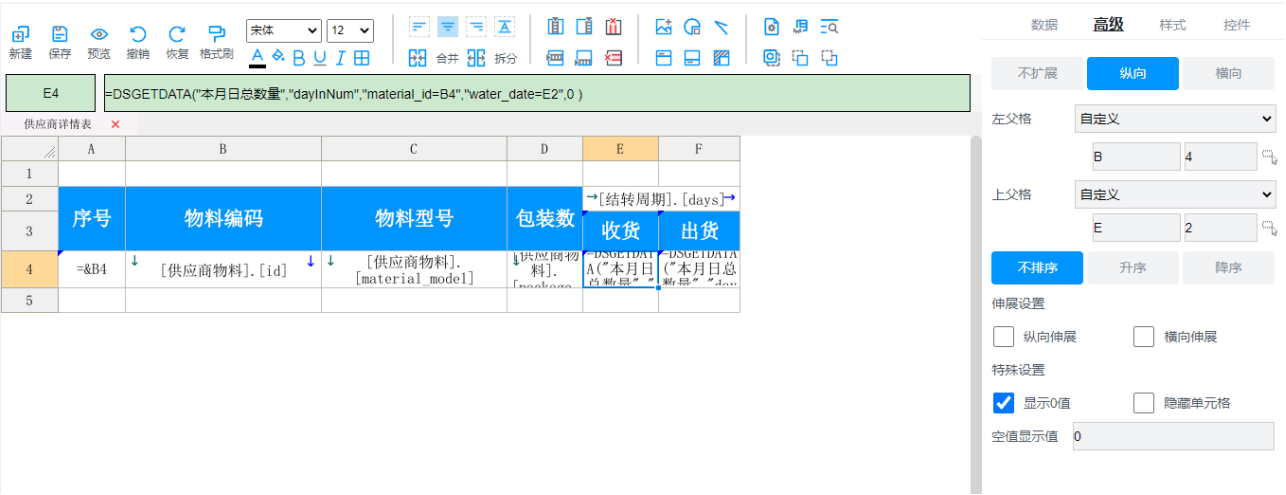 宋体 12
新建 保存 预览 撤销 恢复 格式刷 A B U I 合并 拆分
数据 高级 样式 控件
不扩展 纵向 横向
E4 =DSGETDATA("本月日总数量","dayInNum","material_id=B4","water_date=E2",0 )
供应商详情表 ×
左父格 自定义
B 4
上父格 自定义
E 2
不排序 升序 降序
伸展设置
纵向伸展 横向伸展
特殊设置
显示0值 隐藏单元格
空值显示值 0
A B C D E F
1
2 [结转周期].[days]
3 序号 物料编码 物料型号 包装数 收货 出货
4 =&B4 [供应商物料].[id] [供应商物料].
[material_model]
[供应商物
料].
[package
=DSGETDAT
A("本月日
总数量","
=DSGETDATA
("本月日总
数量","day
5